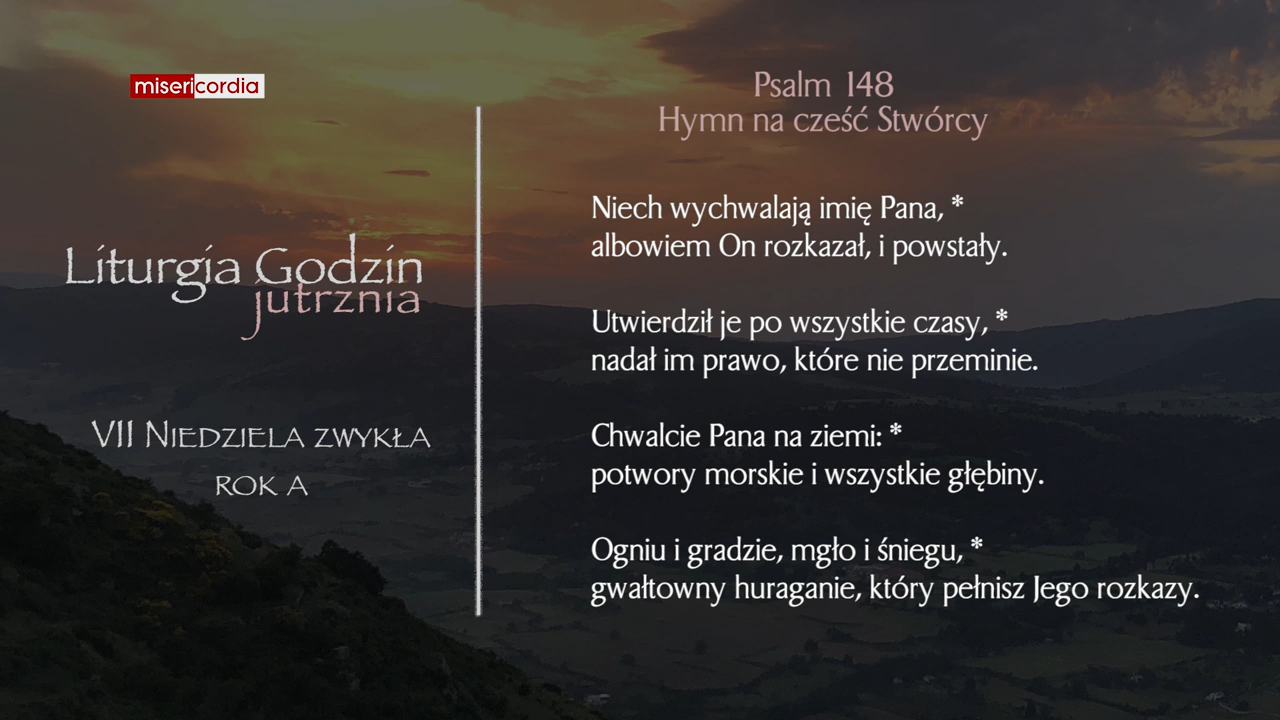 misericordia
Liturgia Godzin
jutrznia
VII Niedziela zwykła
rok A
Psalm 148
Hymn na cześć Stwórcy
Niech wychwalają imię Pana, *
albowiem On rozkazał, i powstały.
Utwierdził je po wszystkie czasy, *
nadał im prawo, które nie przeminie.
Chwalcie Pana na ziemi: *
potwory morskie i wszystkie głębiny.
Ogniu i gradzie, mgło i śniegu, *
gwałtowny huraganie, który pełnisz Jego rozkazy.